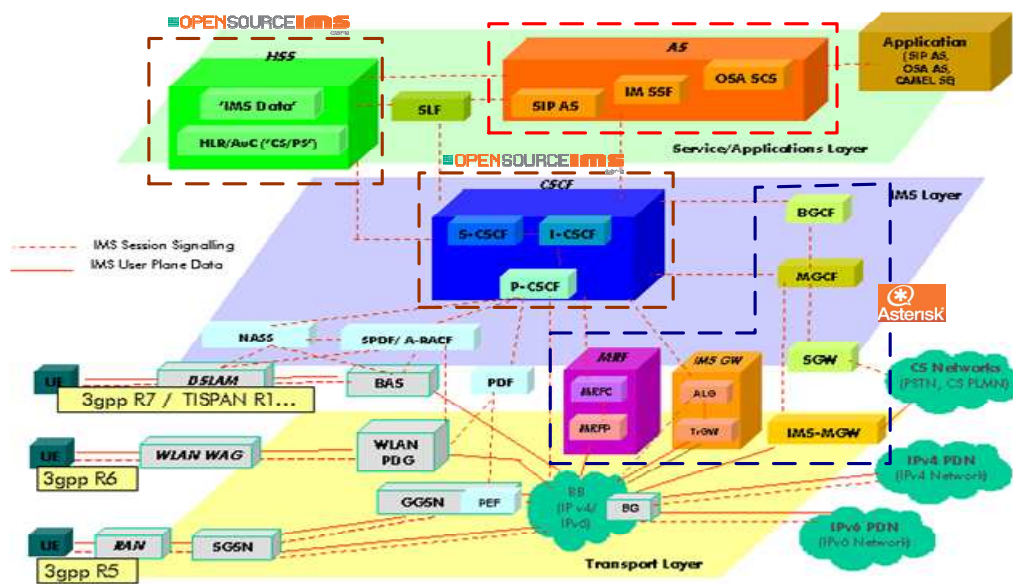 OPENSOURCEIMS
core
HSS
'IMS Data'
HLR/AuC ('CS/PS')
SLF
AS
SIP AS
IM SSF
OSA SCS
Application
(SIP AS,
OSA AS,
CAMEL SE)
Service/Applications Layer
OPENSOURCEIMS
core
CSCF
S-CSCF
I-CSCF
P-CSCF
IMS Layer
BGCF
MGCF
Asterisk
SGW
IMS Session Signalling
IMS User Plane Data
NASS
SPDF/ A-RACF
UE
DSLAM
BAS
PDF
3gpp R7 / TISPAN R1...
MRF
MRFC
MRFP
IMS GW
ALG
TrGW
IMS-MGW
CS Networks
(PSTN, CS PLMN)
UE
WLAN WAG
WLAN
PDG
3gpp R6
GGSN
PEF
BB
(IP v4/
IPv6)
BG
IPv4 PDN
(IPv4 Network)
IPv6 PDN
(IPv6 Network)
UE
RAN
SGSN
3gpp R5
Transport Layer